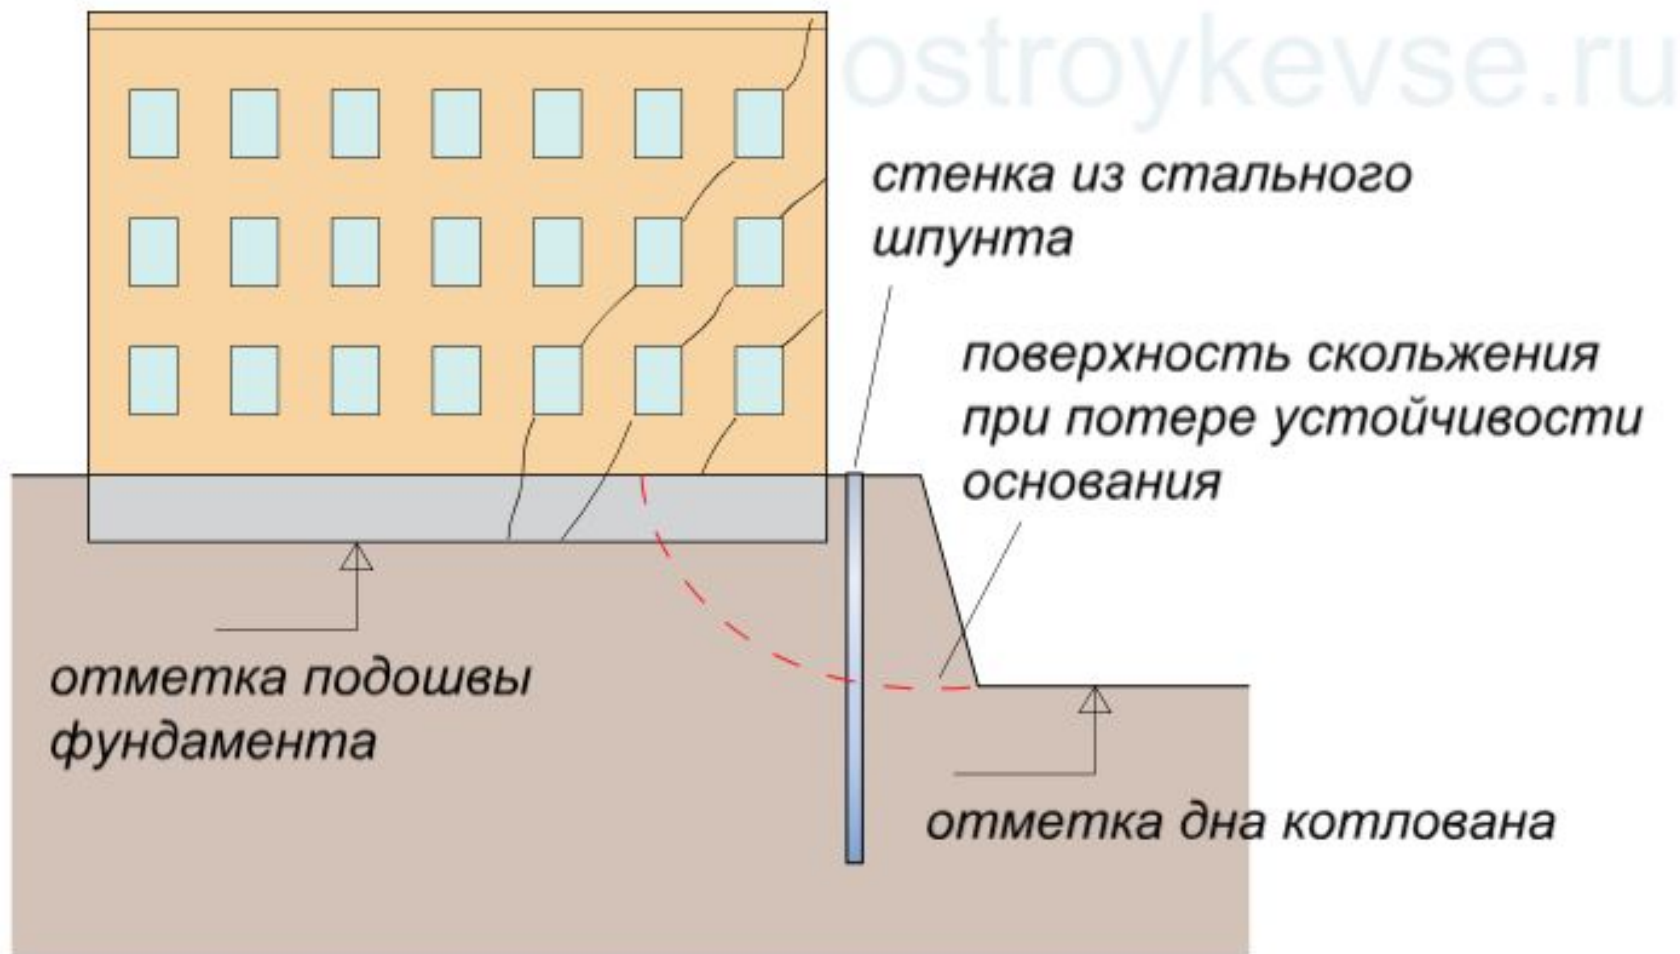 ostroykevse.ru
стенка из стального
шпунта
поверхность скольжения
при потере устойчивости
основания
отметка подошвы
фундамента
отметка дна котлована